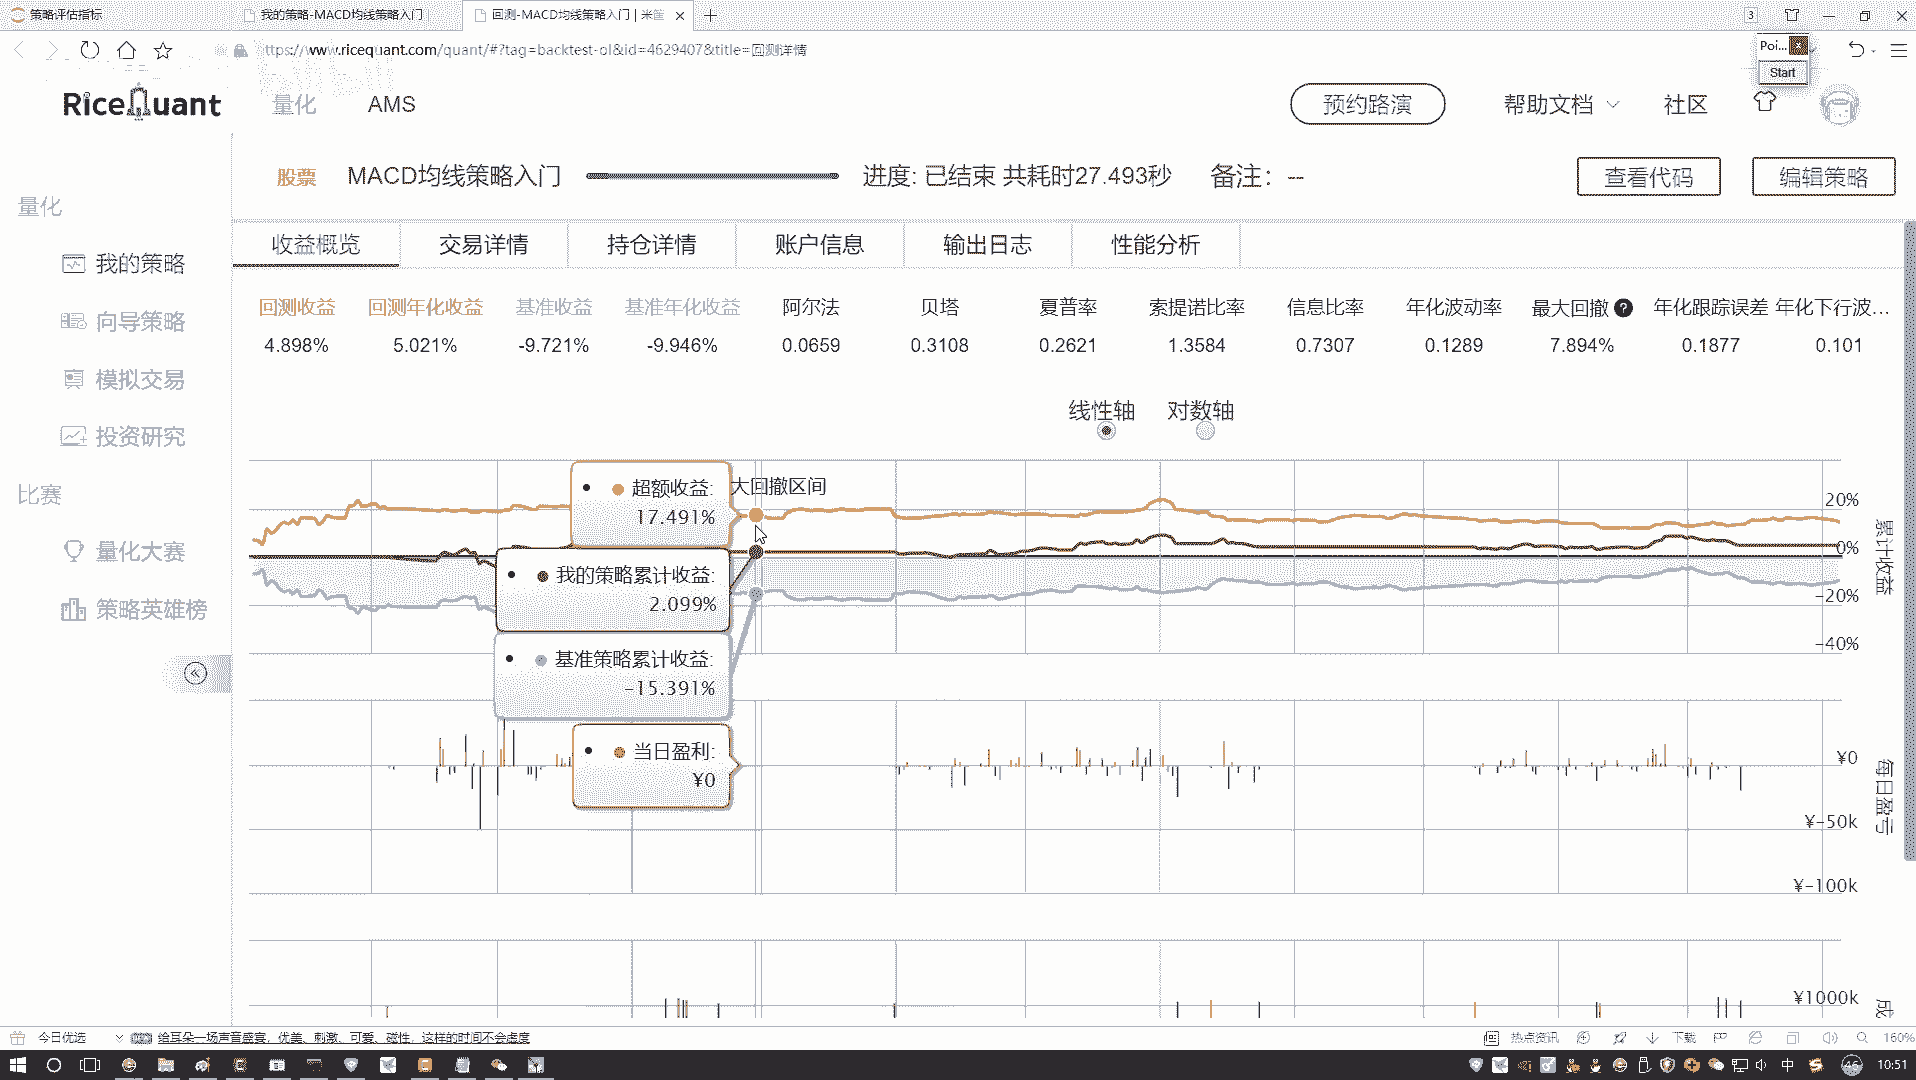 策略评估指标
我的策略-MACD均线策略入门
回测-MACD均线策略入门 | 米筐
3
ttps://www.ricequant.com/quant/#?tag=backtest-ol&id=4629407&title=回测详情
Poi...
Start
RiceQuant
量化
AMS
预约路演
帮助文档
社区
股票
MACD均线策略入门
进度: 已结束 共耗时27.493秒
备注: --
查看代码
编辑策略
量化
我的策略
向导策略
模拟交易
投资研究
比赛
量化大赛
策略英雄榜
收益概览
交易详情
持仓详情
账户信息
输出日志
性能分析
回测收益 回测年化收益 基准收益 基准年化收益 阿尔法 贝塔 夏普率 索提诺比率 信息比率 年化波动率 最大回撤 ? 年化跟踪误差 年化下行波...
4.898% 5.021% -9.721% -9.946% 0.0659 0.3108 0.2621 1.3584 0.7307 0.1289 7.894% 0.1877 0.101
线性轴 对数轴
大回撤区间
超额收益:
17.491%
我的策略累计收益:
2.099%
基准策略累计收益:
-15.391%
当日盈利:
¥0
20%
0%
-20%
-40%
累计收益
¥0
¥-50k
¥-100k
每日盈亏
¥1000k
成
今日优选
给耳朵一场声音盛宴，优美、刺激、可爱、磁性，这样的时间不会虚度
热点资讯
下载
160%
中
46
10:51